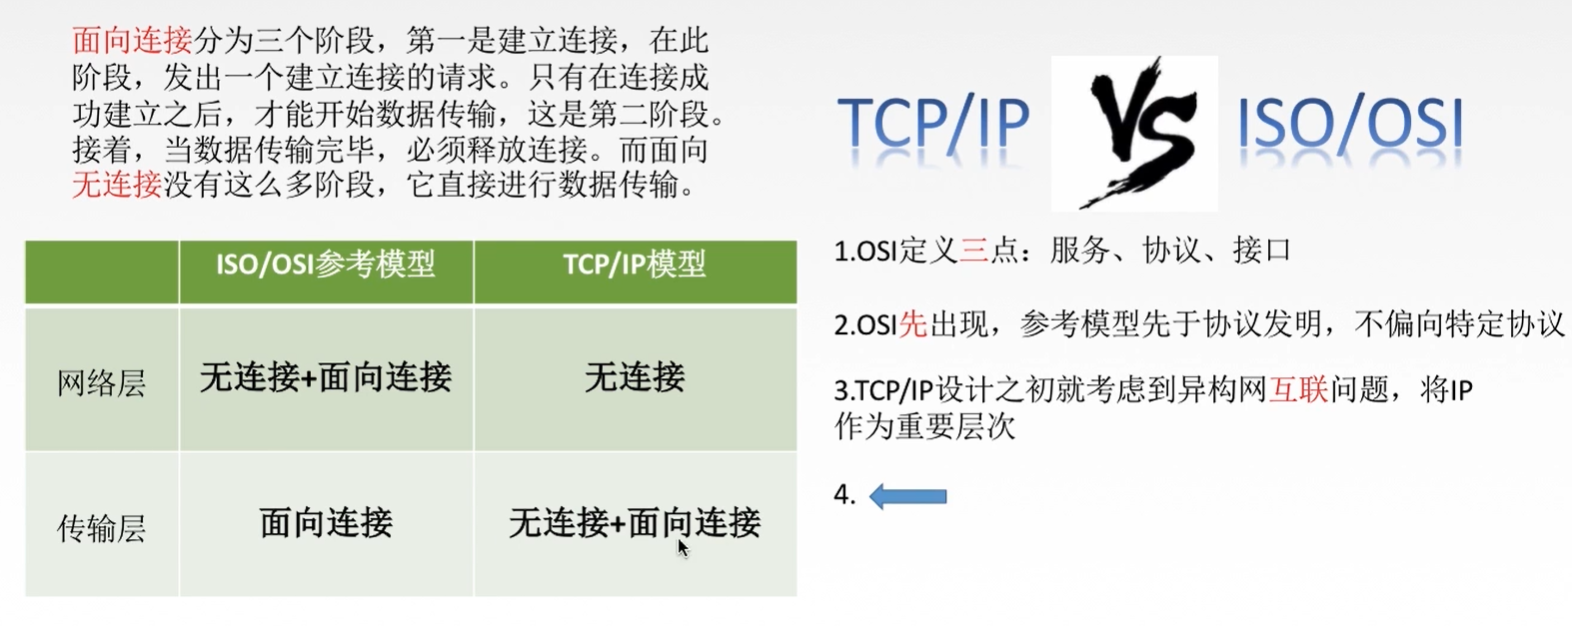 面向连接分为三个阶段，第一是建立连接，在此
阶段，发出一个建立连接的请求。只有在连接成
功建立之后，才能开始数据传输，这是第二阶段。
接着，当数据传输完毕，必须释放连接。而面向
无连接没有这么多阶段，它直接进行数据传输。
ISO/OSI参考模型 TCP/IP模型
网络层 无连接+面向连接 无连接
传输层 面向连接 无连接+面向连接
TCP/IP VS ISO/OSI
1.OSI定义三点：服务、协议、接口
2.OSI先出现，参考模型先于协议发明，不偏向特定协议
3.TCP/IP设计之初就考虑到异构网互联问题，将IP
作为重要层次
4.